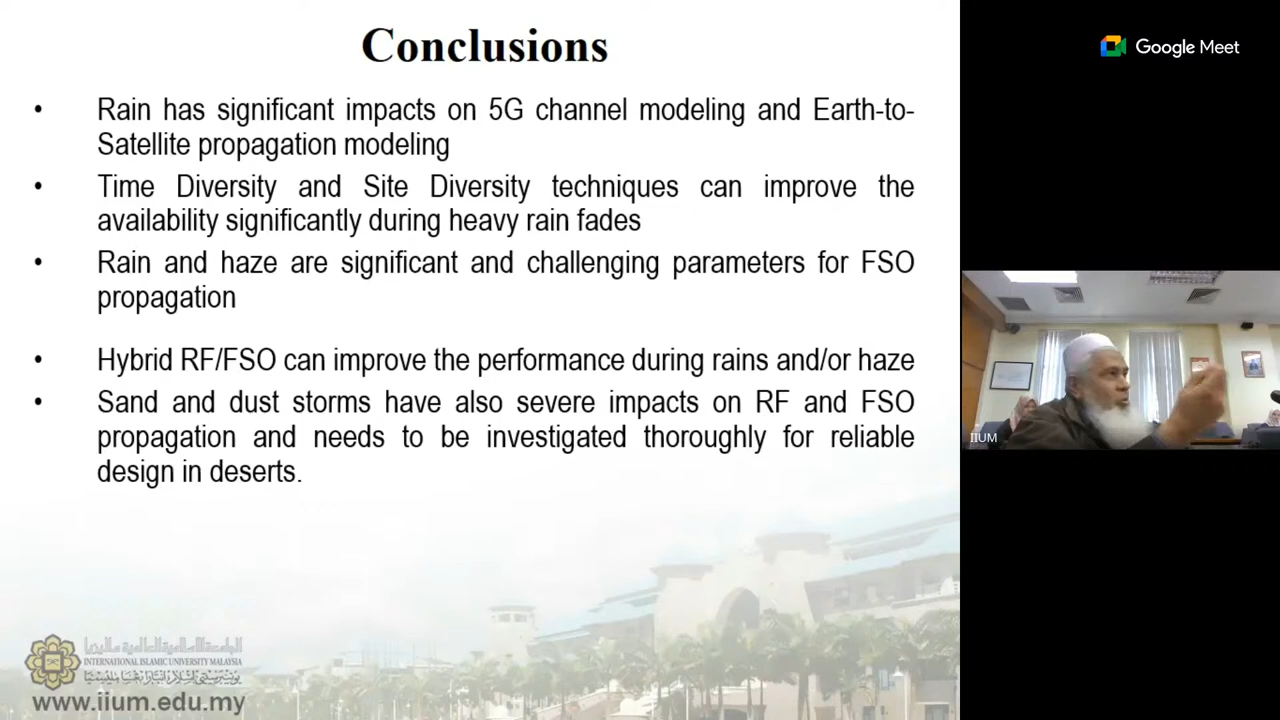 Conclusions
Google Meet
• Rain has significant impacts on 5G channel modeling and Earth-to-
Satellite propagation modeling
• Time Diversity and Site Diversity techniques can improve the
availability significantly during heavy rain fades
• Rain and haze are significant and challenging parameters for FSO
propagation
• Hybrid RF/FSO can improve the performance during rains and/or haze
• Sand and dust storms have also severe impacts on RF and FSO
propagation and needs to be investigated thoroughly for reliable
design in deserts.
IIUM
الجامعة الإسلامية العالمية ماليزيا
INTERNATIONAL ISLAMIC UNIVERSITY MALAYSIA
www.iium.edu.my